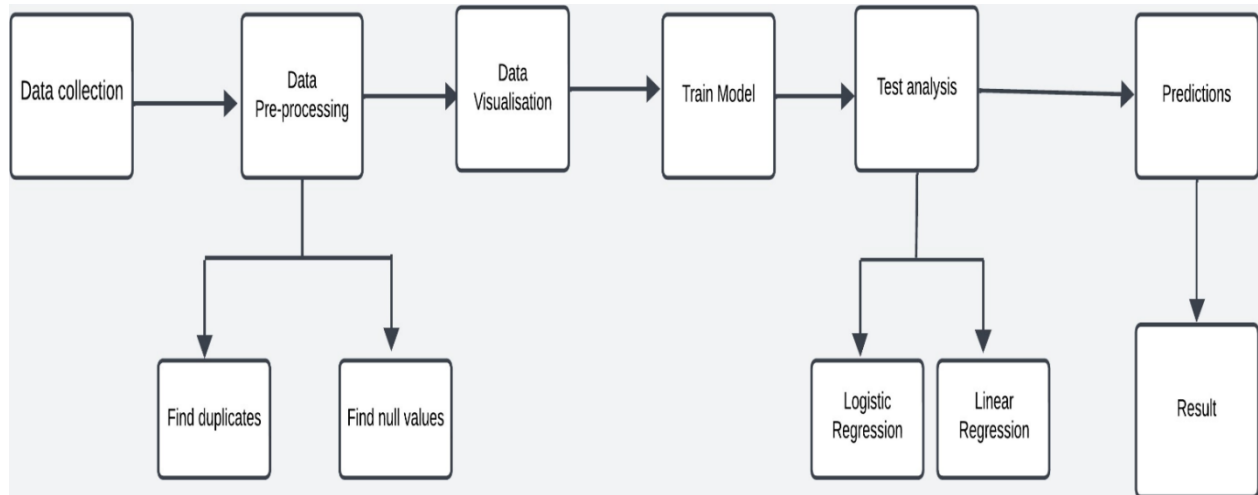 Data collection
Data
Pre-processing
Data
Visualisation
Train Model
Test analysis
Predictions
Find duplicates
Find null values
Logistic
Regression
Linear
Regression
Result